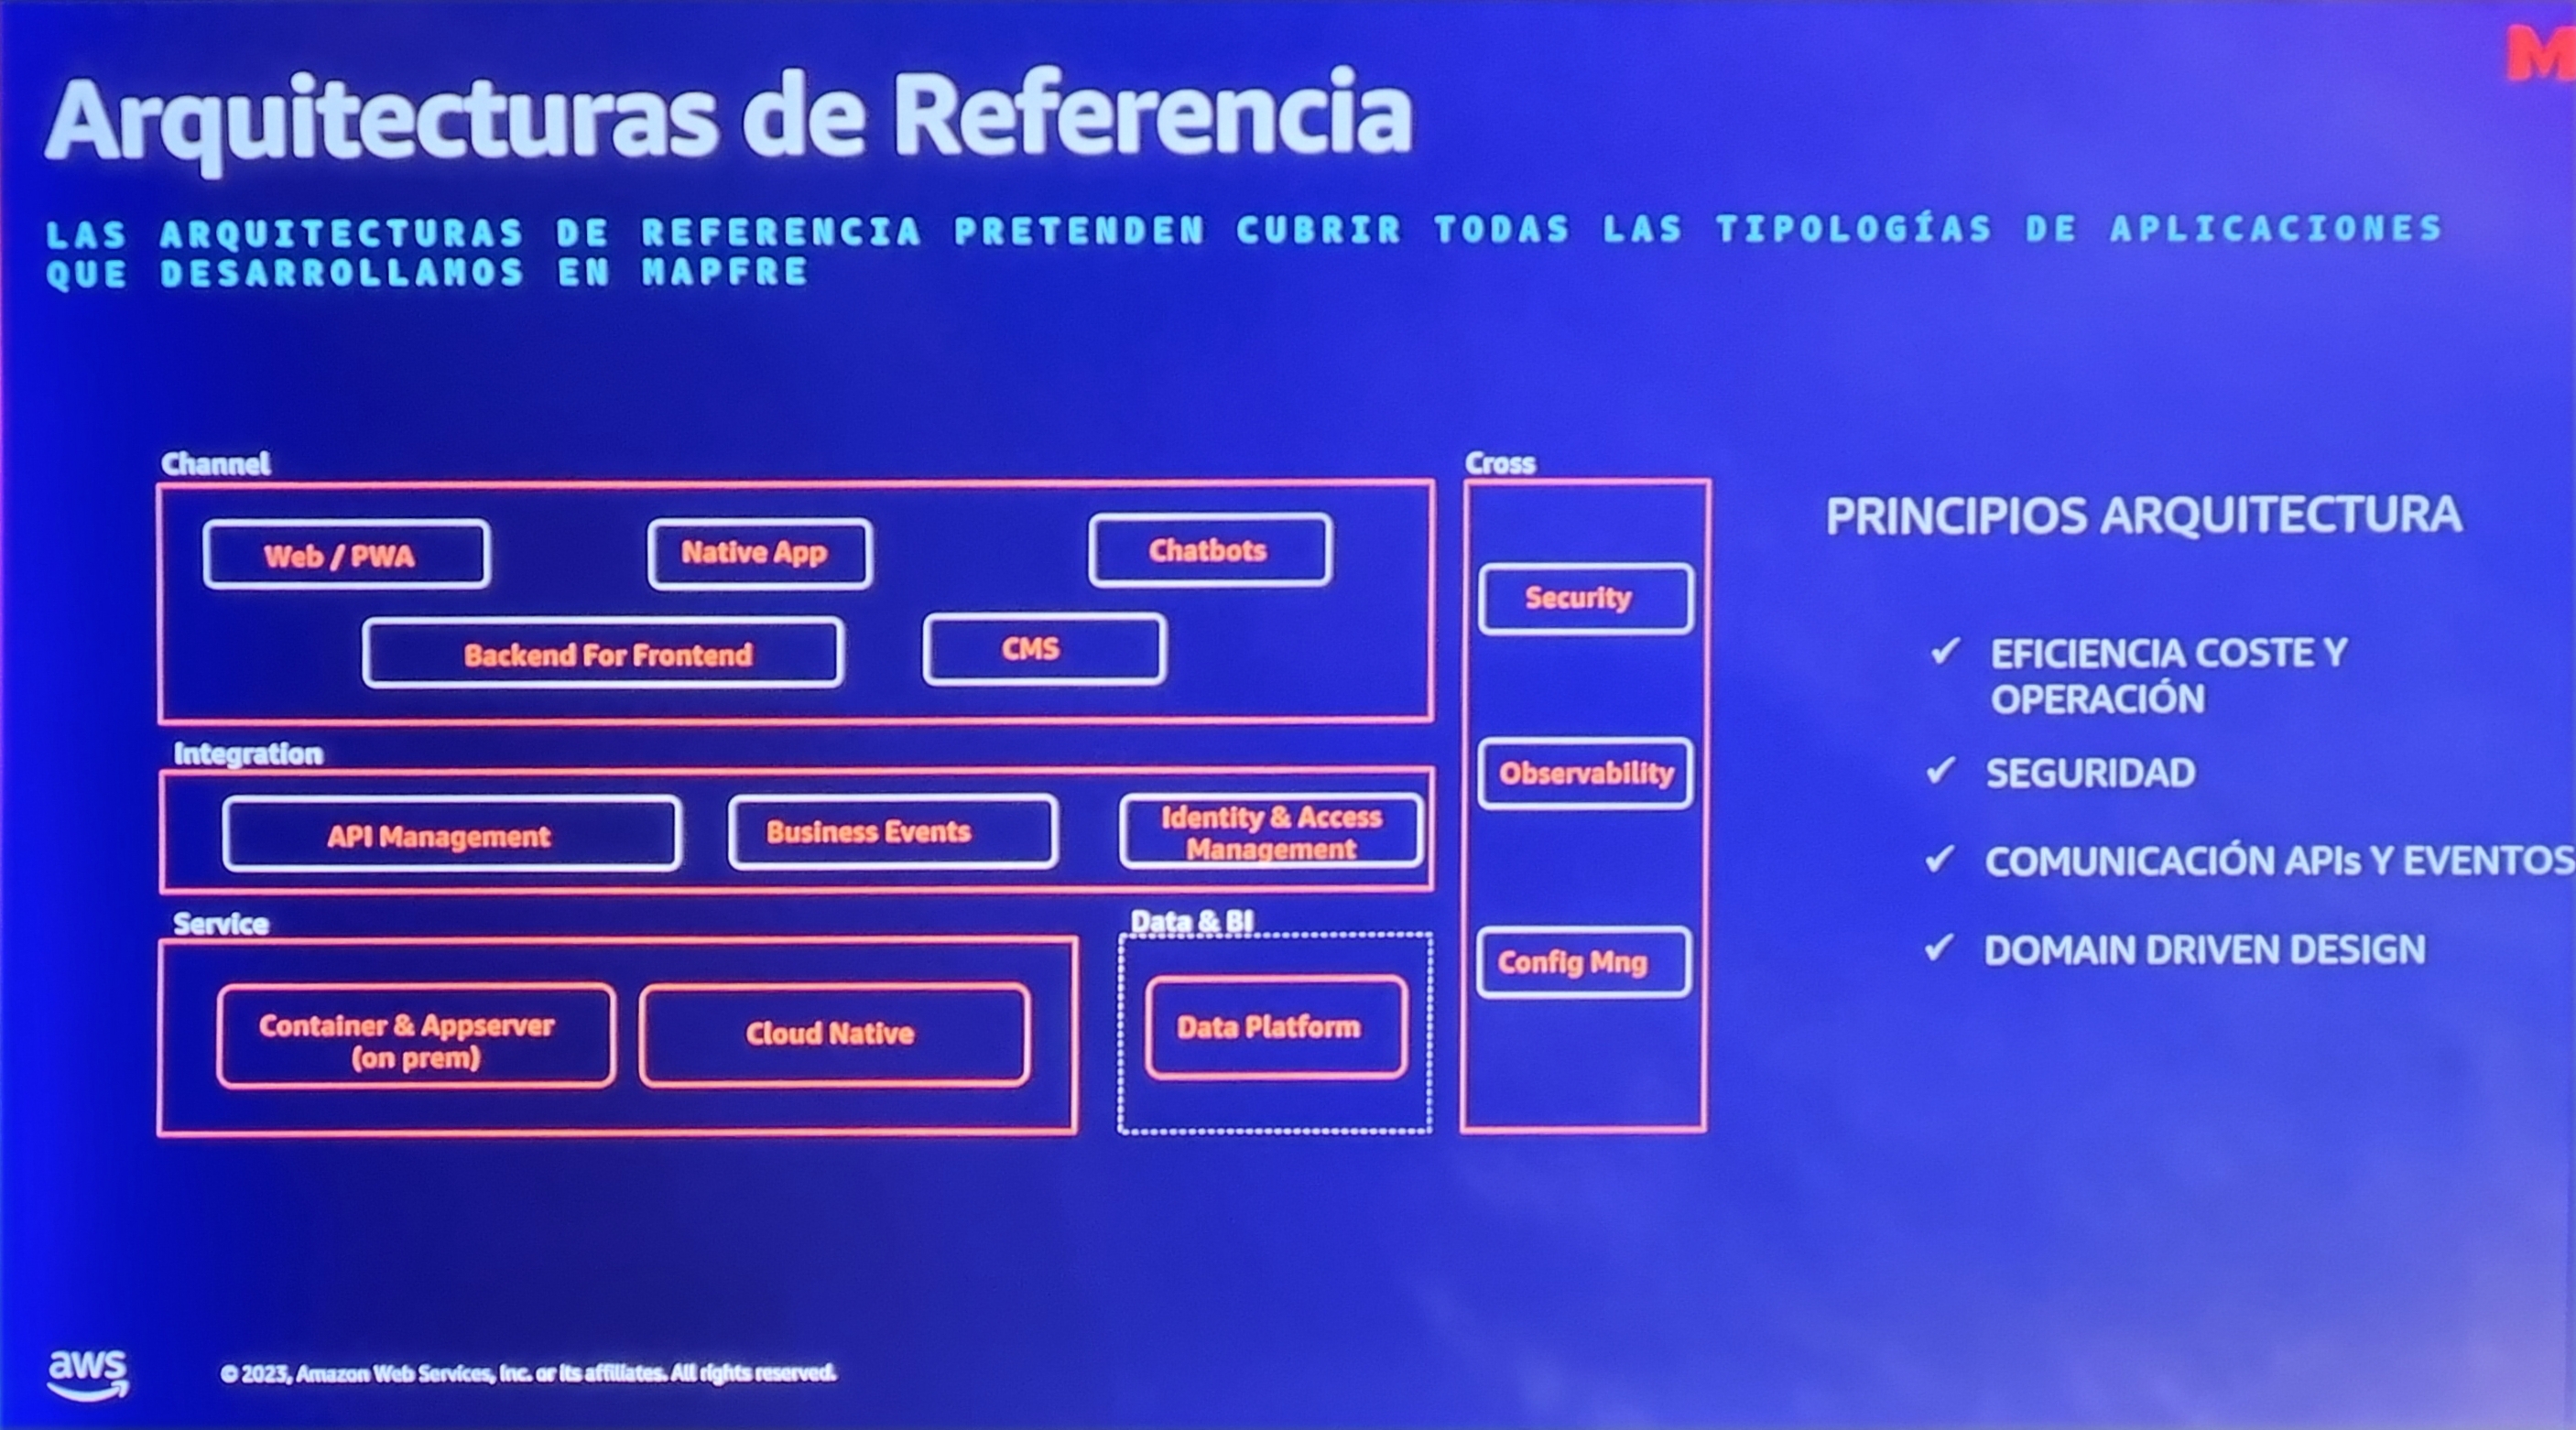 M
Arquitecturas de Referencia
LAS ARQUITECTURAS DE REFERENCIA PRETENDEN CUBRIR TODAS LAS TIPOLOGÍAS DE APLICACIONES
QUE DESARROLLAMOS EN MAPFRE
Channel
Web / PWA
Native App
Chatbots
Backend For Frontend
CMS
Integration
API Management
Business Events
Identity & Access
Management
Service
Container & Appserver
(on prem)
Cloud Native
Data & BI
Data Platform
Cross
Security
Observability
Config Mng
PRINCIPIOS ARQUITECTURA
✓ EFICIENCIA COSTE Y
OPERACIÓN
✓ SEGURIDAD
✓ COMUNICACIÓN APIs Y EVENTOS
✓ DOMAIN DRIVEN DESIGN
aws
© 2023, Amazon Web Services, Inc. or its affiliates. All rights reserved.